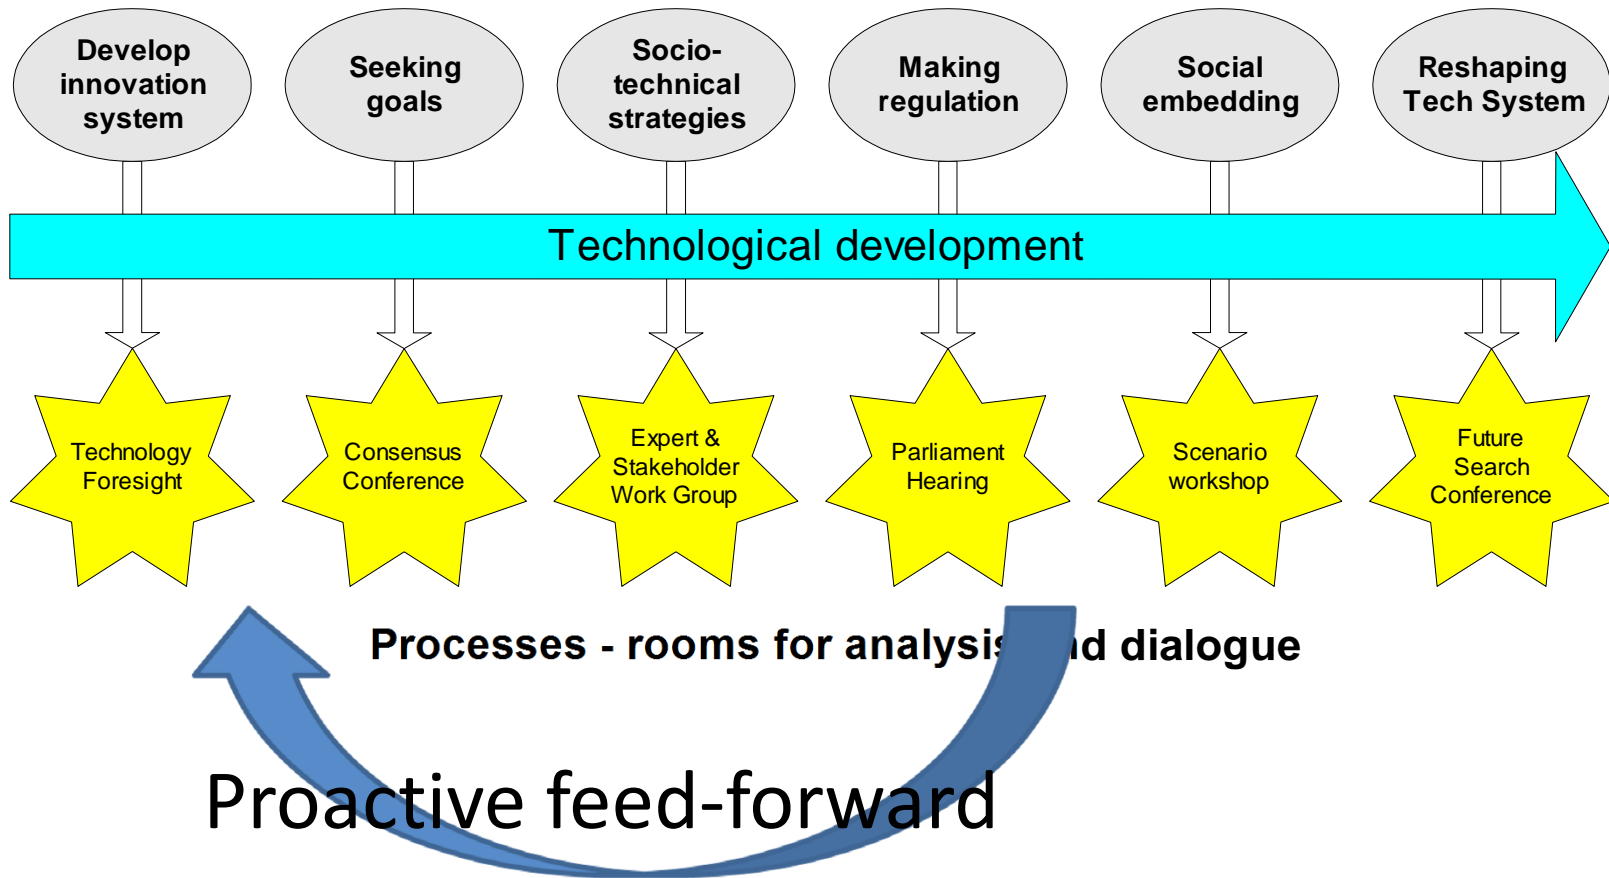 Develop
innovation
system
Seeking
goals
Socio-
technical
strategies
Making
regulation
Social
embedding
Reshaping
Tech System
Technological development
Technology
Foresight
Consensus
Conference
Expert &
Stakeholder
Work Group
Parliament
Hearing
Scenario
workshop
Future
Search
Conference
Processes - rooms for analysis and dialogue
Proactive feed-forward